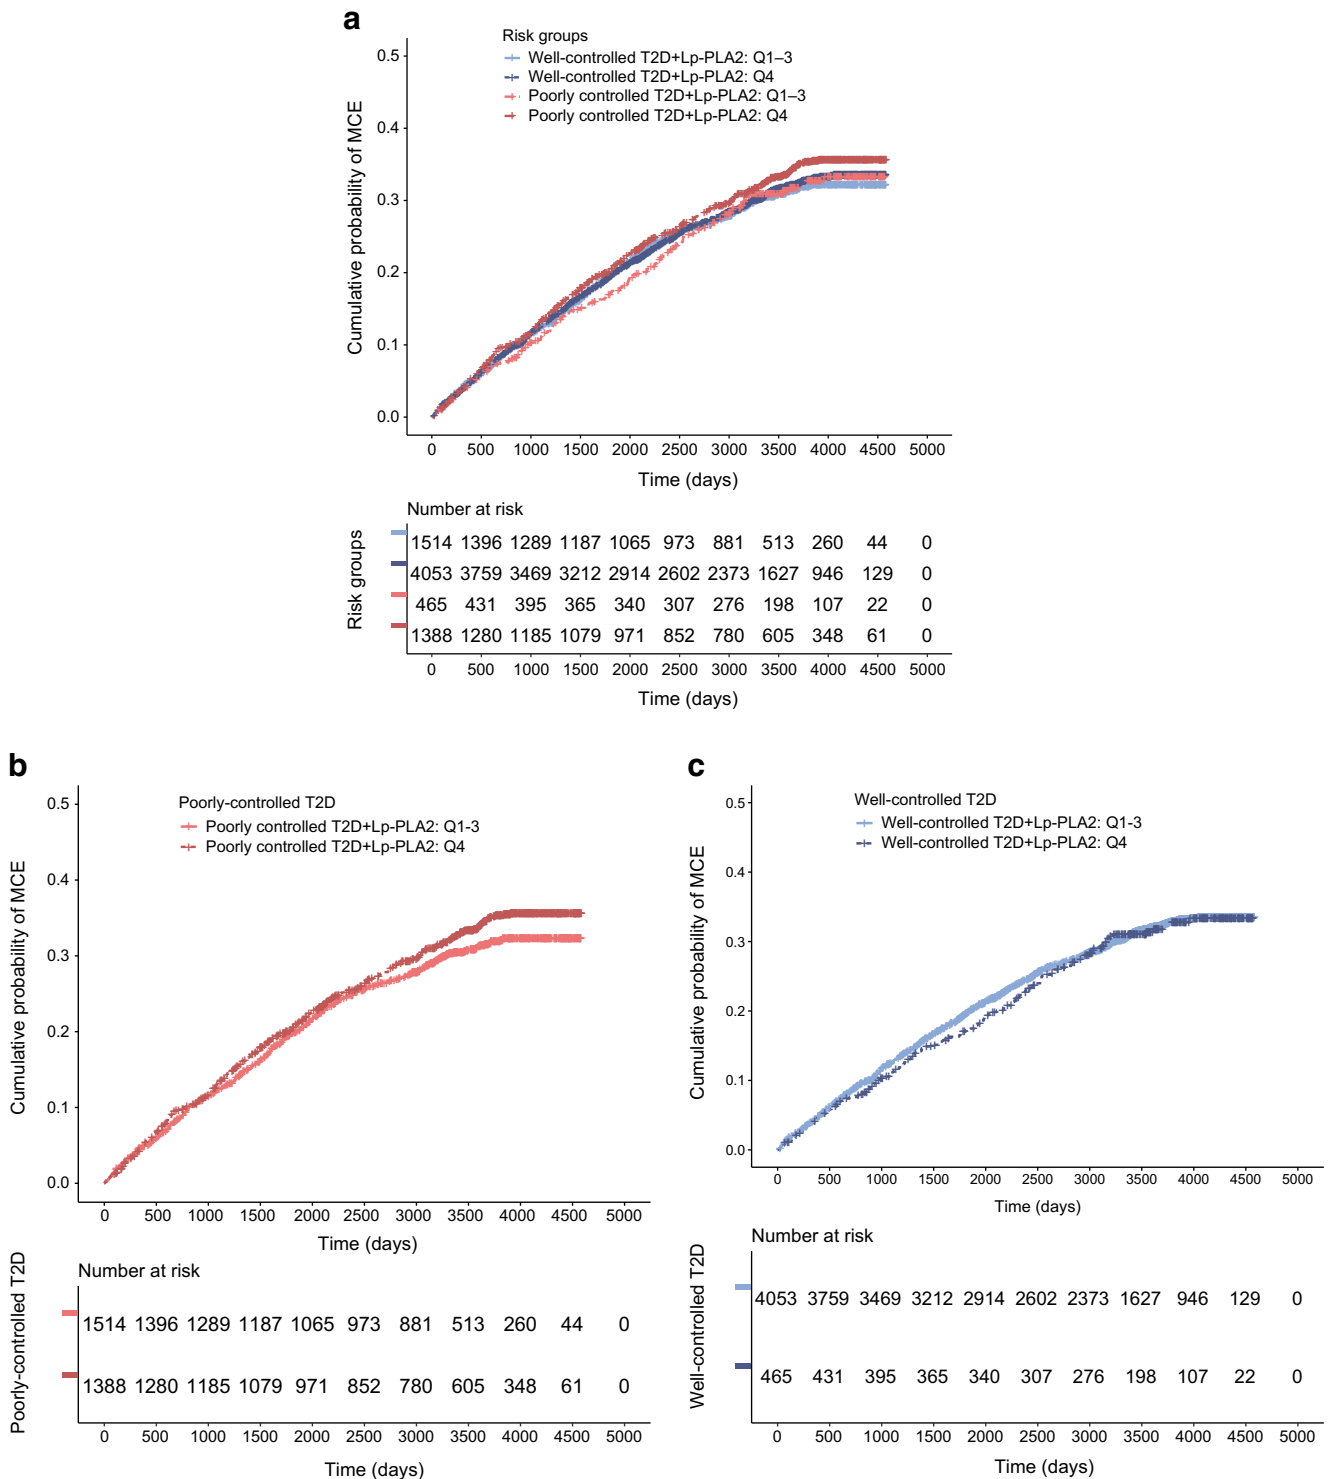 a
Risk groups
Well-controlled T2D+Lp-PLA2: Q1–3
Well-controlled T2D+Lp-PLA2: Q4
Poorly controlled T2D+Lp-PLA2: Q1–3
Poorly controlled T2D+Lp-PLA2: Q4
Cumulative probability of MCE
0.5
0.4
0.3
0.2
0.1
0.0
0 500 1000 1500 2000 2500 3000 3500 4000 4500 5000
Time (days)
Number at risk
Risk groups
1514 1396 1289 1187 1065 973 881 513 260 44 0
4053 3759 3469 3212 2914 2602 2373 1627 946 129 0
465 431 395 365 340 307 276 198 107 22 0
1388 1280 1185 1079 971 852 780 605 348 61 0
0 500 1000 1500 2000 2500 3000 3500 4000 4500 5000
Time (days)
b
Poorly-controlled T2D
Poorly controlled T2D+Lp-PLA2: Q1-3
Poorly controlled T2D+Lp-PLA2: Q4
Cumulative probability of MCE
0.5
0.4
0.3
0.2
0.1
0.0
0 500 1000 1500 2000 2500 3000 3500 4000 4500 5000
Time (days)
Number at risk
Poorly-controlled T2D
1514 1396 1289 1187 1065 973 881 513 260 44 0
1388 1280 1185 1079 971 852 780 605 348 61 0
0 500 1000 1500 2000 2500 3000 3500 4000 4500 5000
Time (days)
c
Well-controlled T2D
Well-controlled T2D+Lp-PLA2: Q1-3
Well-controlled T2D+Lp-PLA2: Q4
Cumulative probability of MCE
0.5
0.4
0.3
0.2
0.1
0.0
0 500 1000 1500 2000 2500 3000 3500 4000 4500 5000
Time (days)
Number at risk
Well-controlled T2D
4053 3759 3469 3212 2914 2602 2373 1627 946 129 0
465 431 395 365 340 307 276 198 107 22 0
0 500 1000 1500 2000 2500 3000 3500 4000 4500 5000
Time (days)